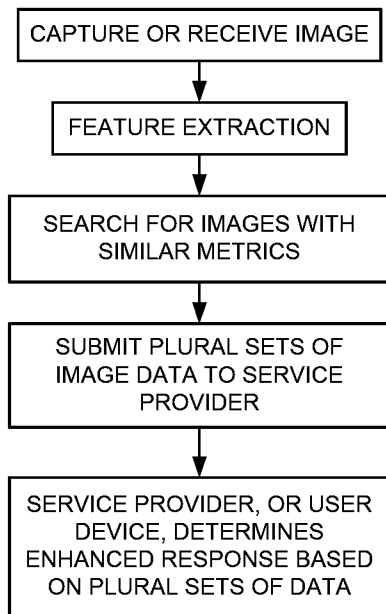 CAPTURE OR RECEIVE IMAGE
FEATURE EXTRACTION
SEARCH FOR IMAGES WITH
SIMILAR METRICS
SUBMIT PLURAL SETS OF
IMAGE DATA TO SERVICE
PROVIDER
SERVICE PROVIDER, OR USER
DEVICE, DETERMINES
ENHANCED RESPONSE BASED
ON PLURAL SETS OF DATA